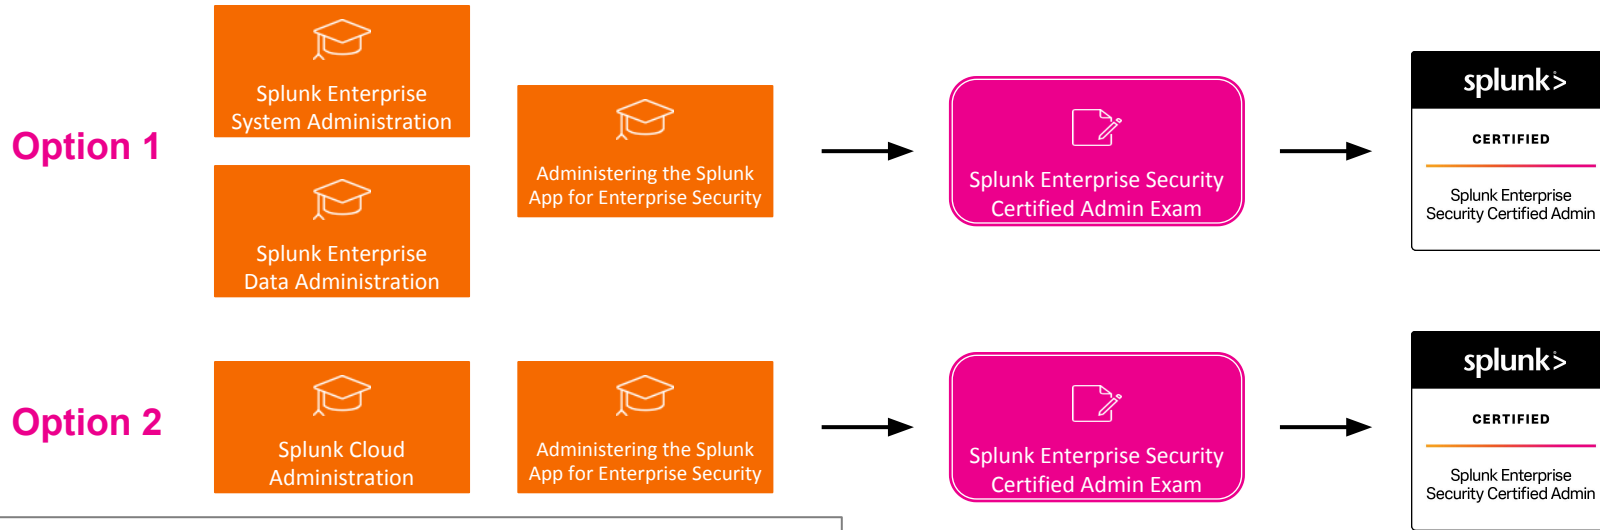 Option 1
Splunk Enterprise
System Administration
Splunk Enterprise
Data Administration
Administering the Splunk
App for Enterprise Security
Splunk Enterprise Security
Certified Admin Exam
splunk>
CERTIFIED
Splunk Enterprise
Security Certified Admin
Option 2
Splunk Cloud
Administration
Administering the Splunk
App for Enterprise Security
Splunk Enterprise Security
Certified Admin Exam
splunk>
CERTIFIED
Splunk Enterprise
Security Certified Admin